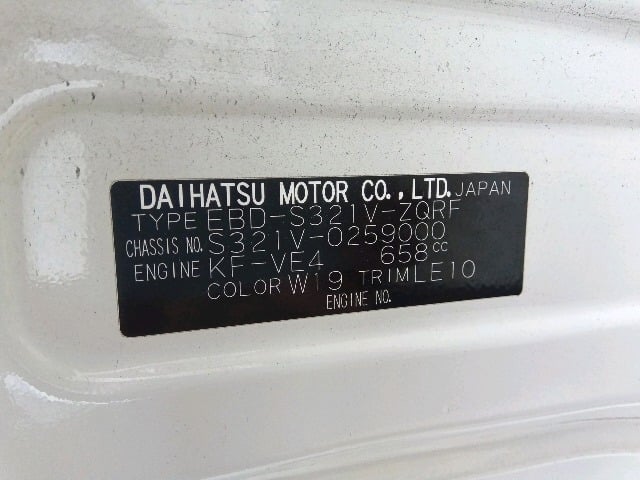 DAIHATSU MOTOR CO., LTD. JAPAN
TYPE EBD-S321V-ZQRF
CHASSIS NO. S321V-0259000
ENGINE KF-VE4 658cc
COLOR W19 TRIM LE10
ENGINE NO.